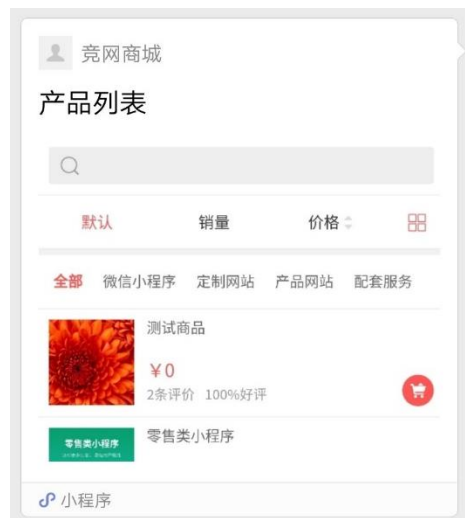 竞网商城
产品列表
默认 销量 价格
全部 微信小程序 定制网站 产品网站 配套服务
测试商品
￥0
2条评价 100%好评
零售类小程序
零售类小程序
小程序